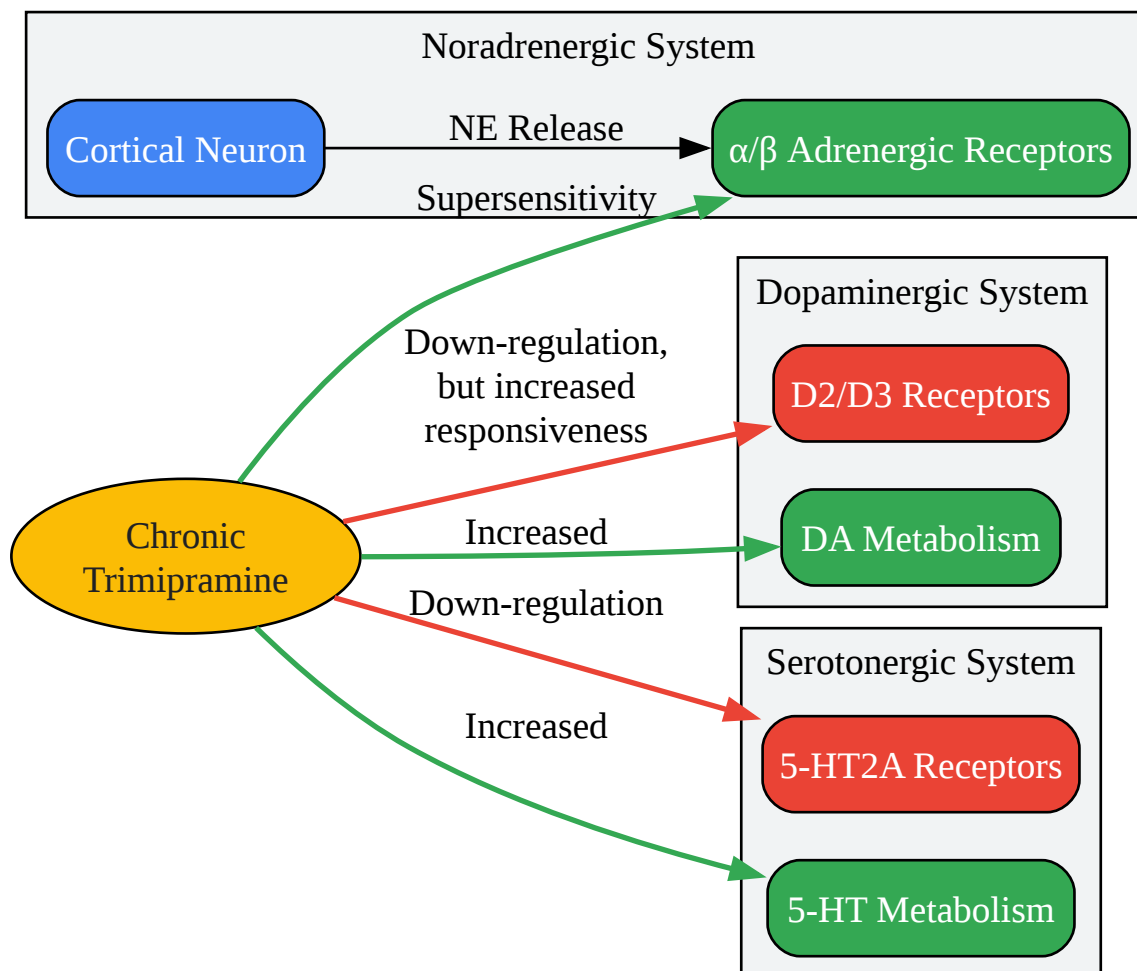 Noradrenergic System
Cortical Neuron
NE Release
α/β Adrenergic Receptors
Supersensitivity
Dopaminergic System
Down-regulation,
but increased
responsiveness
D2/D3 Receptors
Chronic
Trimipramine
Increased
DA Metabolism
Down-regulation
Serotonergic System
Increased
5-HT2A Receptors
5-HT Metabolism